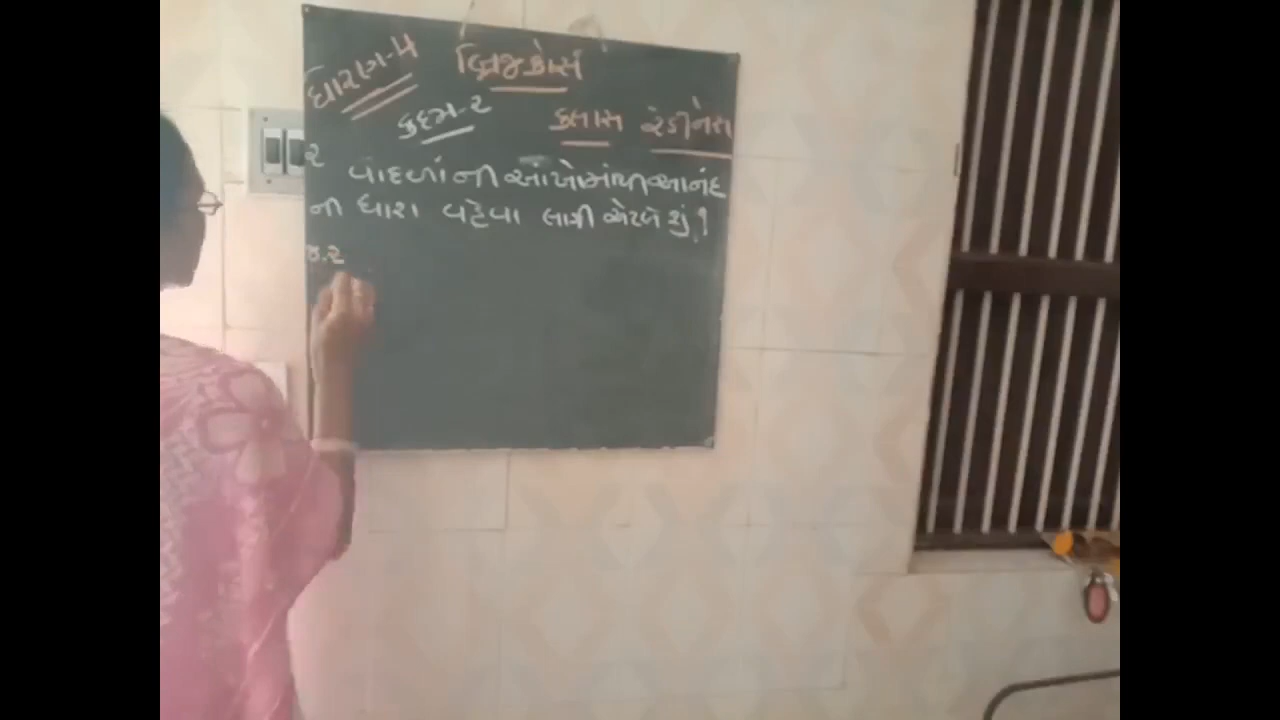 ધોરણ-૫ બ્રિજકોર્સ
કદમ-૨ ક્લાસ રેડીનેસ
૨ વાદળાંની આંખોમાંથી આનંદ
ની ધારા વહેવા લાગી એટલે શું?
જ.૨